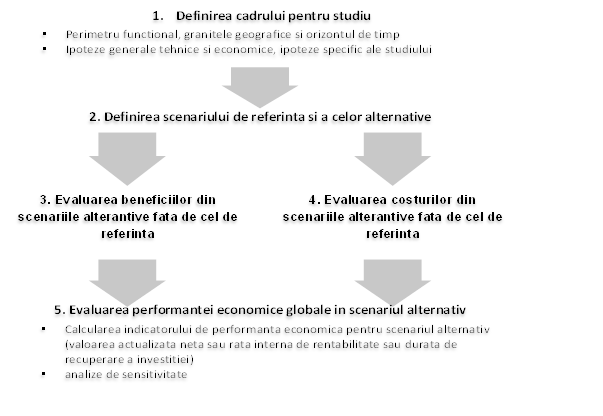 1. Definirea cadrului pentru studiu
▪ Perimetru functional, granitele geografice si orizontul de timp
▪ Ipoteze generale tehnice si economice, ipoteze specific ale studiului
2. Definirea scenariului de referinta si a celor alternative
3. Evaluarea beneficiilor din
scenariile alterantive fata de cel de
referinta
4. Evaluarea costurilor din
scenariile alterantive fata de cel de
referinta
5. Evaluarea performantei economice globale in scenariul alternativ
▪ Calcularea indicatorului de performanta economica pentru scenariul alternativ
(valoarea actualizata neta sau rata interna de rentabilitate sau durata de
recuperare a investitiei)
▪ analize de sensitivitate